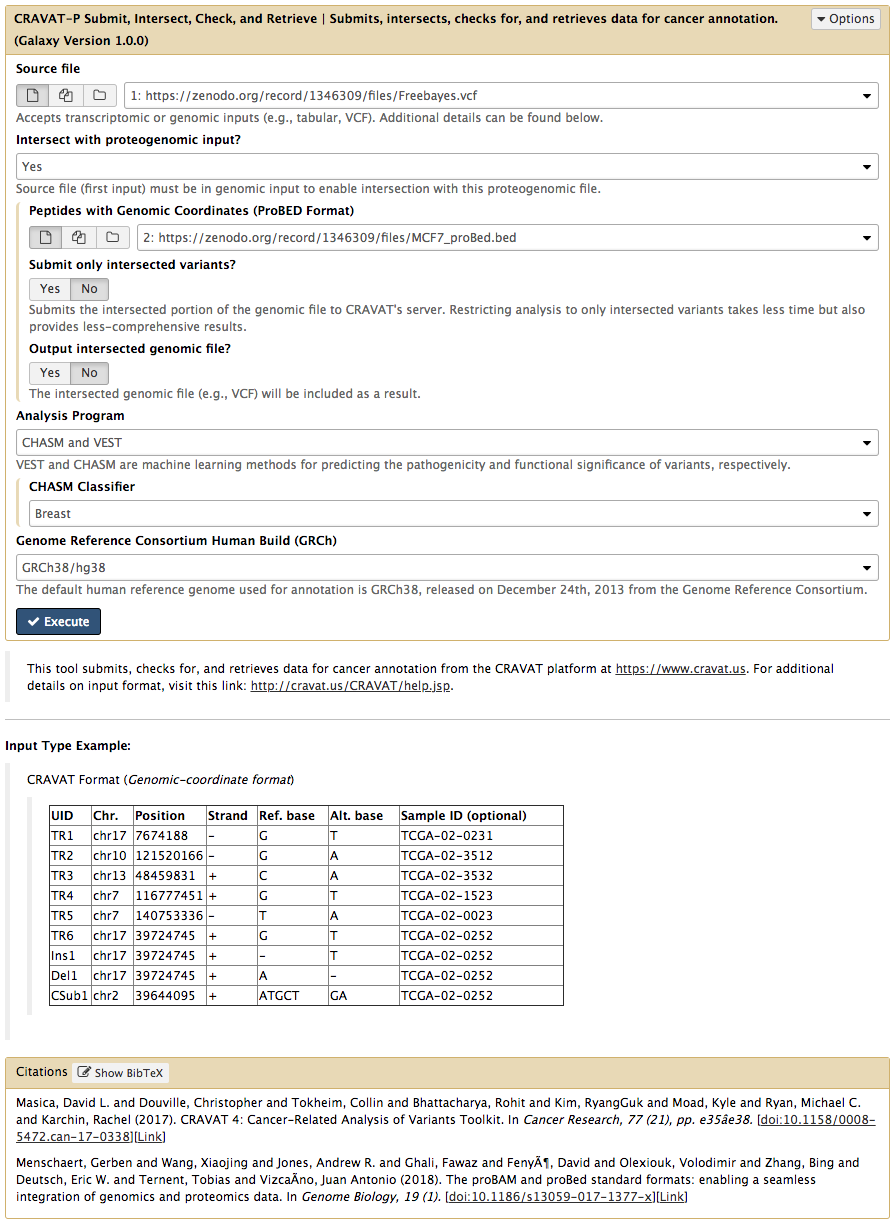 CRAVAT-P Submit, Intersect, Check, and Retrieve | Submits, intersects, checks for, and retrieves data for cancer annotation.
(Galaxy Version 1.0.0)
Options
Source file
1: https://zenodo.org/record/1346309/files/Freebayes.vcf
Accepts transcriptomic or genomic inputs (e.g., tabular, VCF). Additional details can be found below.
Intersect with proteogenomic input?
Yes
Source file (first input) must be in genomic input to enable intersection with this proteogenomic file.
Peptides with Genomic Coordinates (ProBED Format)
2: https://zenodo.org/record/1346309/files/MCF7_proBed.bed
Submit only intersected variants?
Yes No
Submits the intersected portion of the genomic file to CRAVAT's server. Restricting analysis to only intersected variants takes less time but also
provides less-comprehensive results.
Output intersected genomic file?
Yes No
The intersected genomic file (e.g., VCF) will be included as a result.
Analysis Program
CHASM and VEST
VEST and CHASM are machine learning methods for predicting the pathogenicity and functional significance of variants, respectively.
CHASM Classifier
Breast
Genome Reference Consortium Human Build (GRCh)
GRCh38/hg38
The default human reference genome used for annotation is GRCh38, released on December 24th, 2013 from the Genome Reference Consortium.
Execute
This tool submits, checks for, and retrieves data for cancer annotation from the CRAVAT platform at https://www.cravat.us. For additional
details on input format, visit this link: http://cravat.us/CRAVAT/help.jsp.
Input Type Example:
CRAVAT Format (Genomic-coordinate format)
UID Chr. Position Strand Ref. base Alt. base Sample ID (optional)
TR1 chr17 7674188 - G T TCGA-02-0231
TR2 chr10 121520166 - G A TCGA-02-3512
TR3 chr13 48459831 + C A TCGA-02-3532
TR4 chr7 116777451 + G T TCGA-02-1523
TR5 chr7 140753336 - T A TCGA-02-0023
TR6 chr17 39724745 + G T TCGA-02-0252
Ins1 chr17 39724745 + - T TCGA-02-0252
Del1 chr17 39724745 + A - TCGA-02-0252
CSub1 chr2 39644095 + ATGCT GA TCGA-02-0252
Citations Show BibTeX
Masica, David L. and Douville, Christopher and Tokheim, Collin and Bhattacharya, Rohit and Kim, RyangGuk and Moad, Kyle and Ryan, Michael C.
and Karchin, Rachel (2017). CRAVAT 4: Cancer-Related Analysis of Variants Toolkit. In Cancer Research, 77 (21), pp. e35âe38. [doi:10.1158/0008-
5472.can-17-0338][Link]
Menschaert, Gerben and Wang, Xiaojing and Jones, Andrew R. and Ghali, Fawaz and FenyÃ¶, David and Olexiouk, Volodimir and Zhang, Bing and
Deutsch, Eric W. and Ternent, Tobias and VizcaÃ­no, Juan Antonio (2018). The proBAM and proBed standard formats: enabling a seamless
integration of genomics and proteomics data. In Genome Biology, 19 (1). [doi:10.1186/s13059-017-1377-x][Link]